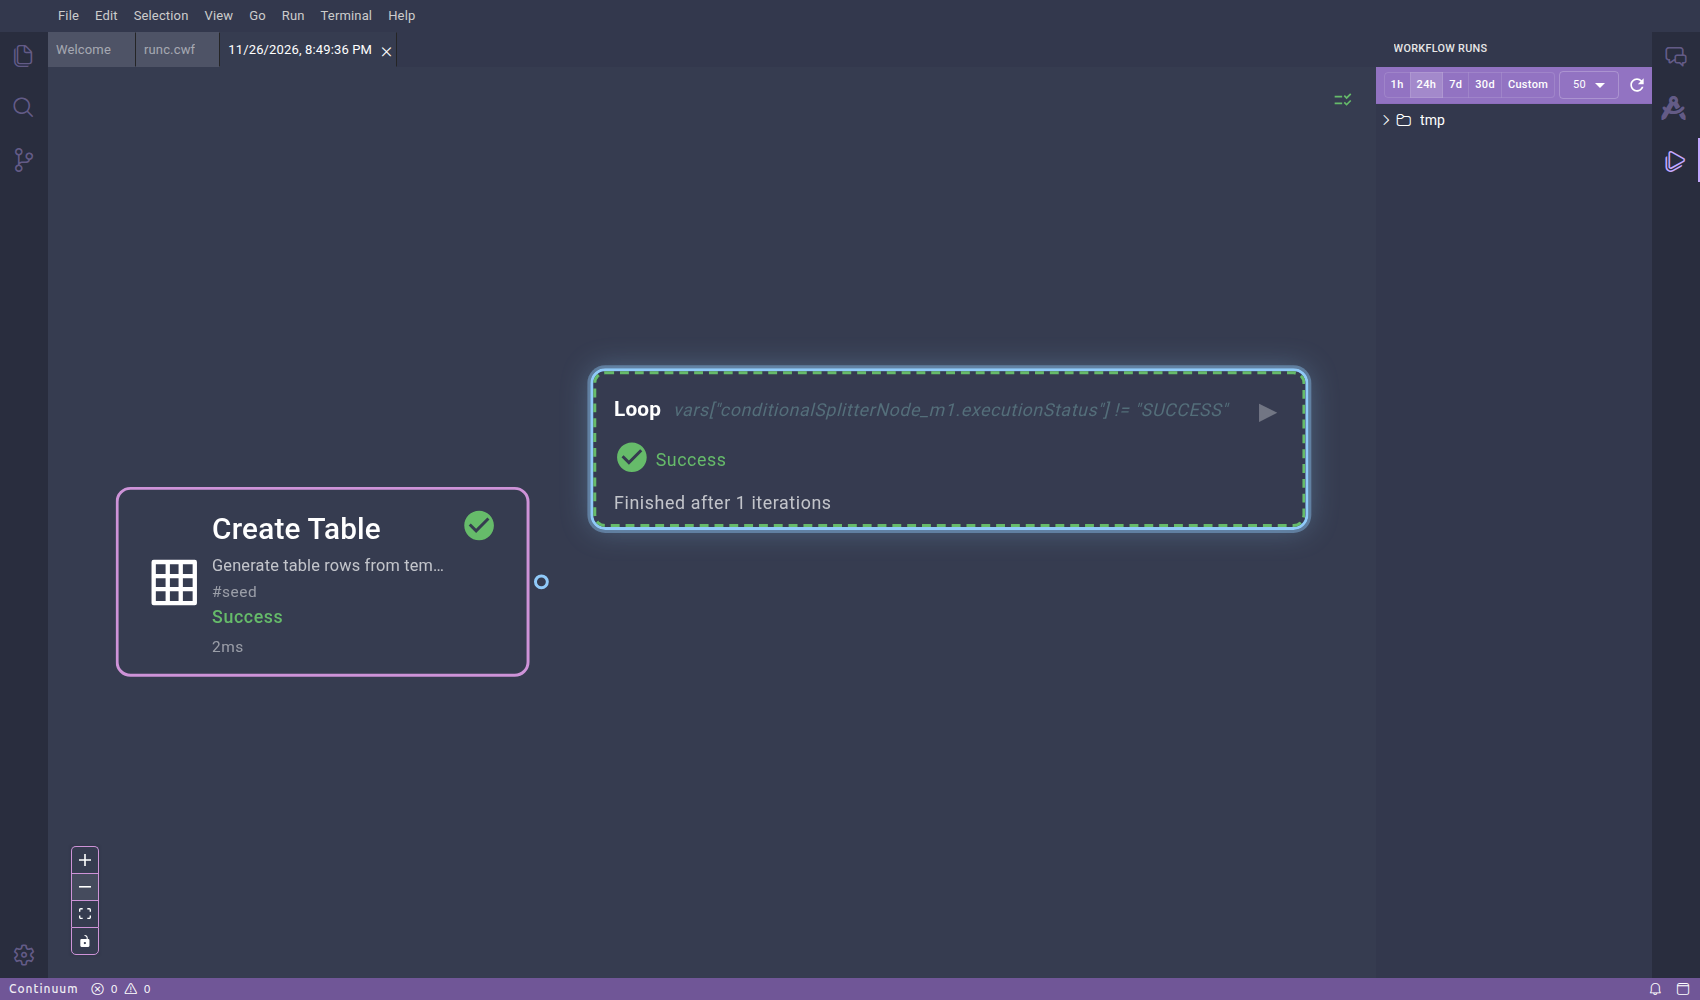 File Edit Selection View Go Run Terminal Help
Welcome runc.cwf 11/26/2026, 8:49:36 PM
WORKFLOW RUNS
1h 24h 7d 30d Custom 50
tmp
Loop vars["conditionalSplitterNode_m1.executionStatus"] != "SUCCESS"
Success
Finished after 1 iterations
Create Table
Generate table rows from tem...
#seed
Success
2ms
Continuum 0 0